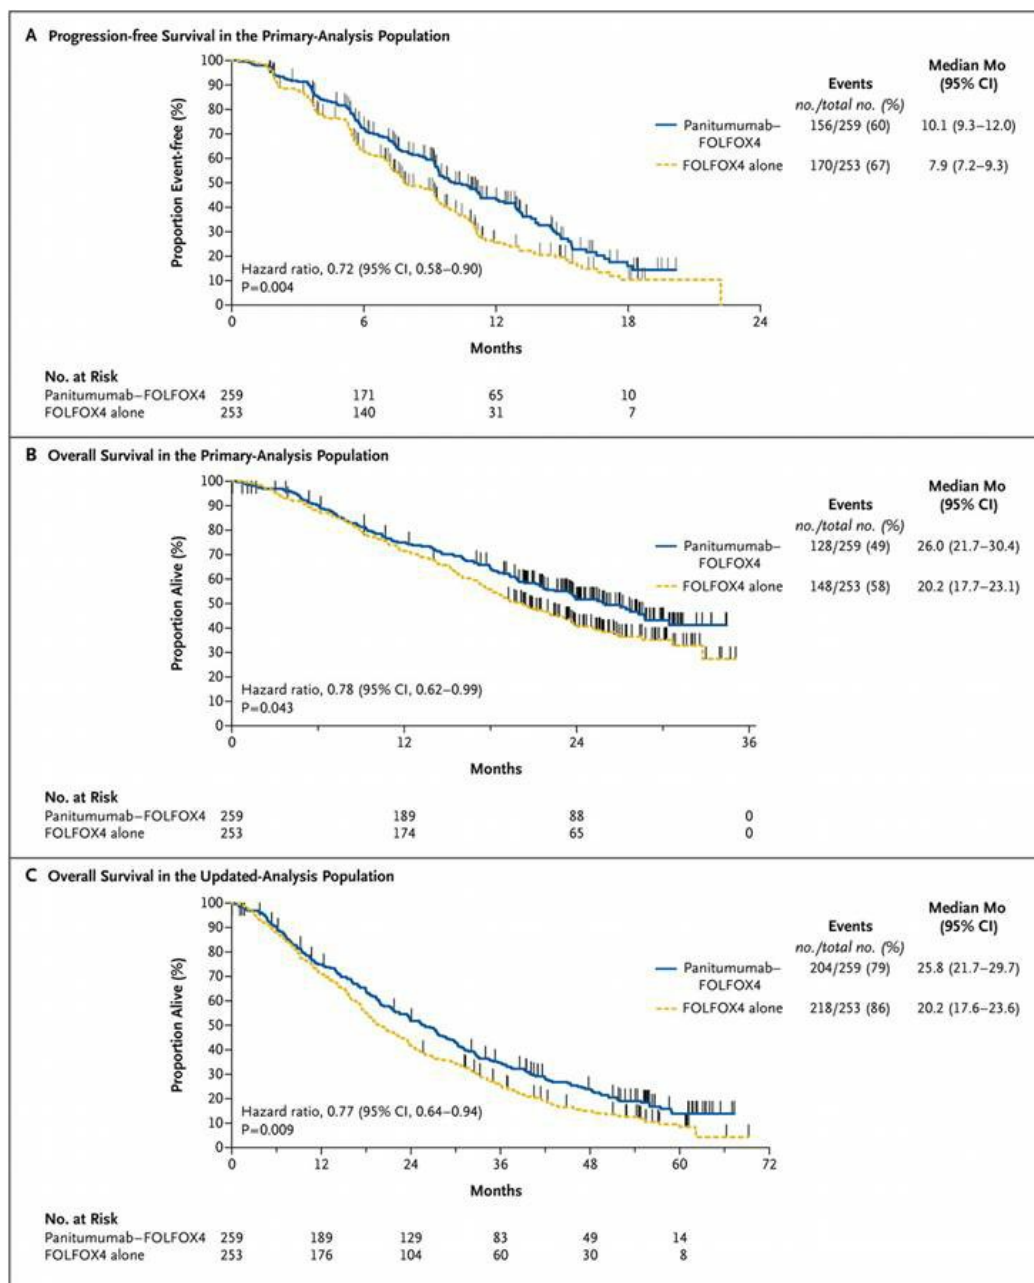 A Progression-free Survival in the Primary-Analysis Population
Proportion Event-free (%)
100
90
80
70
60
50
40
30
20
10
0
Events
no./total no. (%)
Median Mo
(95% CI)
Panitumumab–
FOLFOX4
156/259 (60) 10.1 (9.3–12.0)
FOLFOX4 alone 170/253 (67) 7.9 (7.2–9.3)
Hazard ratio, 0.72 (95% CI, 0.58–0.90)
P=0.004
0 6 12 18 24
Months
No. at Risk
Panitumumab–FOLFOX4 259 171 65 10
FOLFOX4 alone 253 140 31 7
B Overall Survival in the Primary-Analysis Population
Proportion Alive (%)
100
90
80
70
60
50
40
30
20
10
0
Events
no./total no. (%)
Median Mo
(95% CI)
Panitumumab–
FOLFOX4
128/259 (49) 26.0 (21.7–30.4)
FOLFOX4 alone 148/253 (58) 20.2 (17.7–23.1)
Hazard ratio, 0.78 (95% CI, 0.62–0.99)
P=0.043
0 12 24 36
Months
No. at Risk
Panitumumab–FOLFOX4 259 189 88 0
FOLFOX4 alone 253 174 65 0
C Overall Survival in the Updated-Analysis Population
Proportion Alive (%)
100
90
80
70
60
50
40
30
20
10
0
Events
no./total no. (%)
Median Mo
(95% CI)
Panitumumab–
FOLFOX4
204/259 (79) 25.8 (21.7–29.7)
FOLFOX4 alone 218/253 (86) 20.2 (17.6–23.6)
Hazard ratio, 0.77 (95% CI, 0.64–0.94)
P=0.009
0 12 24 36 48 60 72
Months
No. at Risk
Panitumumab–FOLFOX4 259 189 129 83 49 14
FOLFOX4 alone 253 176 104 60 30 8